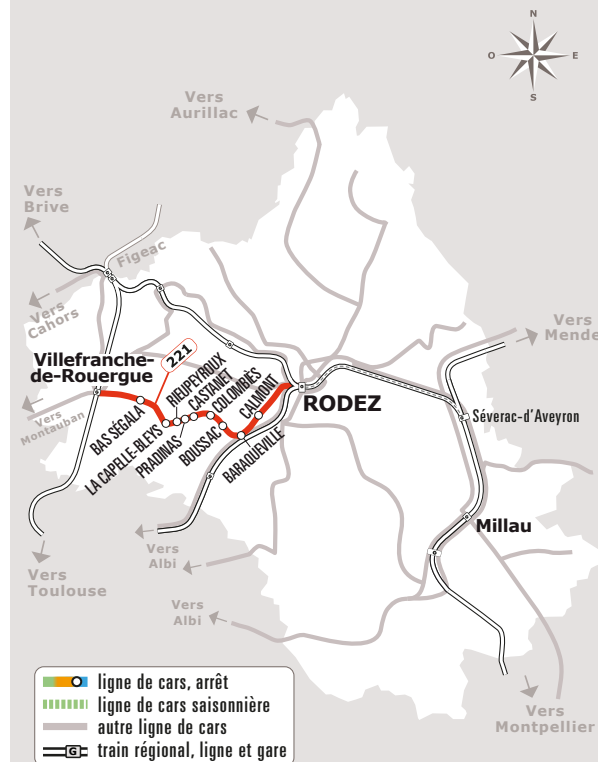 N
O
E
S
Vers
Aurillac
Vers
Brive
Figeac
Vers
Cahors
Vers
Mende
221
Villefranche-
de-Rouergue
Vers
Montauban
BAS SÉGALA
LA CAPELLE-BLEYS
RIEUPEYROUX
PRADINAS
CASTANET
COLOMBIÈS
BOUSSAC
CALMONT
BARAQUEVILLE
RODEZ
Séverac-d'Aveyron
Millau
Vers
Toulouse
Vers
Albi
Vers
Albi
Vers
Montpellier
ligne de cars, arrêt
ligne de cars saisonnière
autre ligne de cars
G train régional, ligne et gare